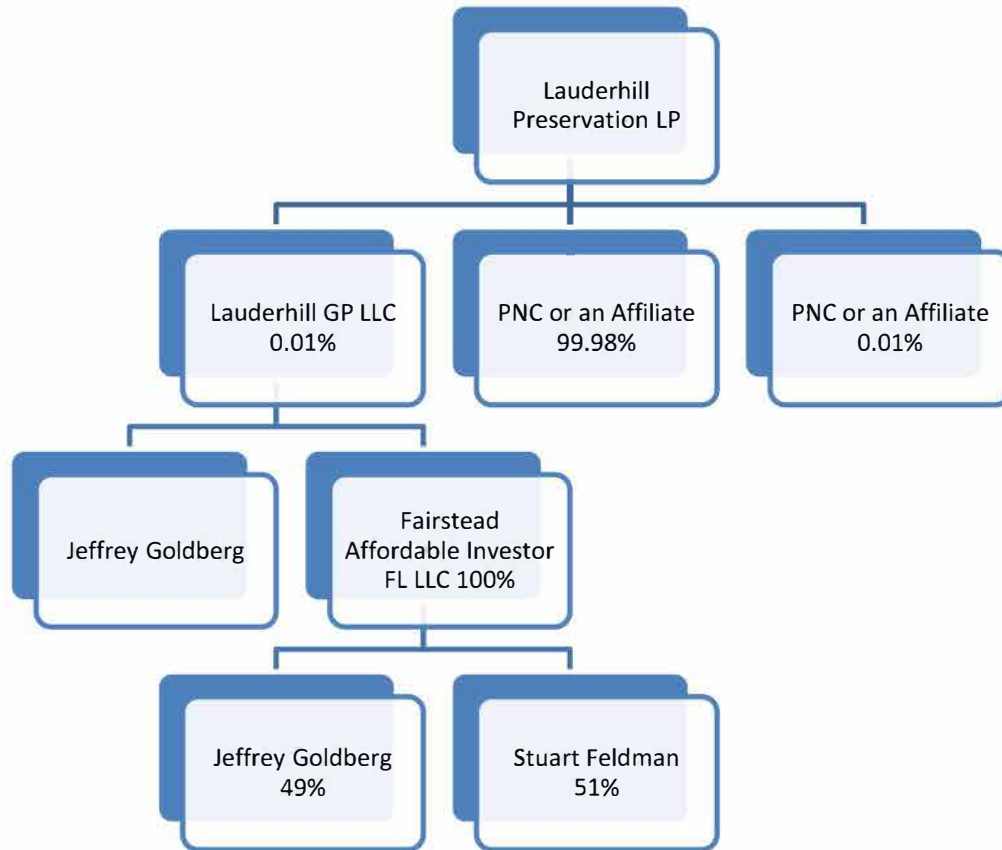 Lauderhill
Preservation LP
Lauderhill GP LLC
0.01%
PNC or an Affiliate
99.98%
PNC or an Affiliate
0.01%
Jeffrey Goldberg
Fairstead
Affordable Investor
FL LLC 100%
Jeffrey Goldberg
49%
Stuart Feldman
51%